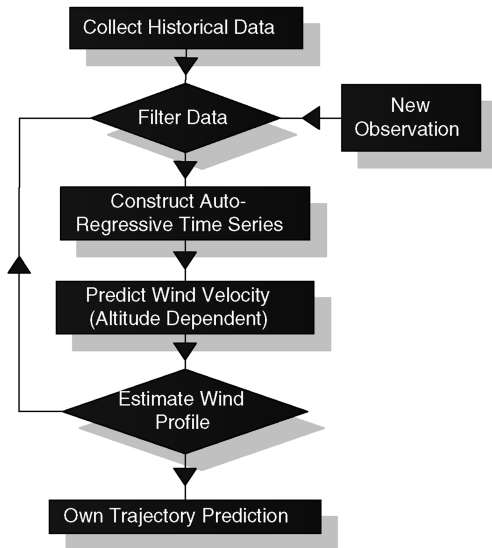 Collect Historical Data
Filter Data
New
Observation
Construct Auto-
Regressive Time Series
Predict Wind Velocity
(Altitude Dependent)
Estimate Wind
Profile
Own Trajectory Prediction